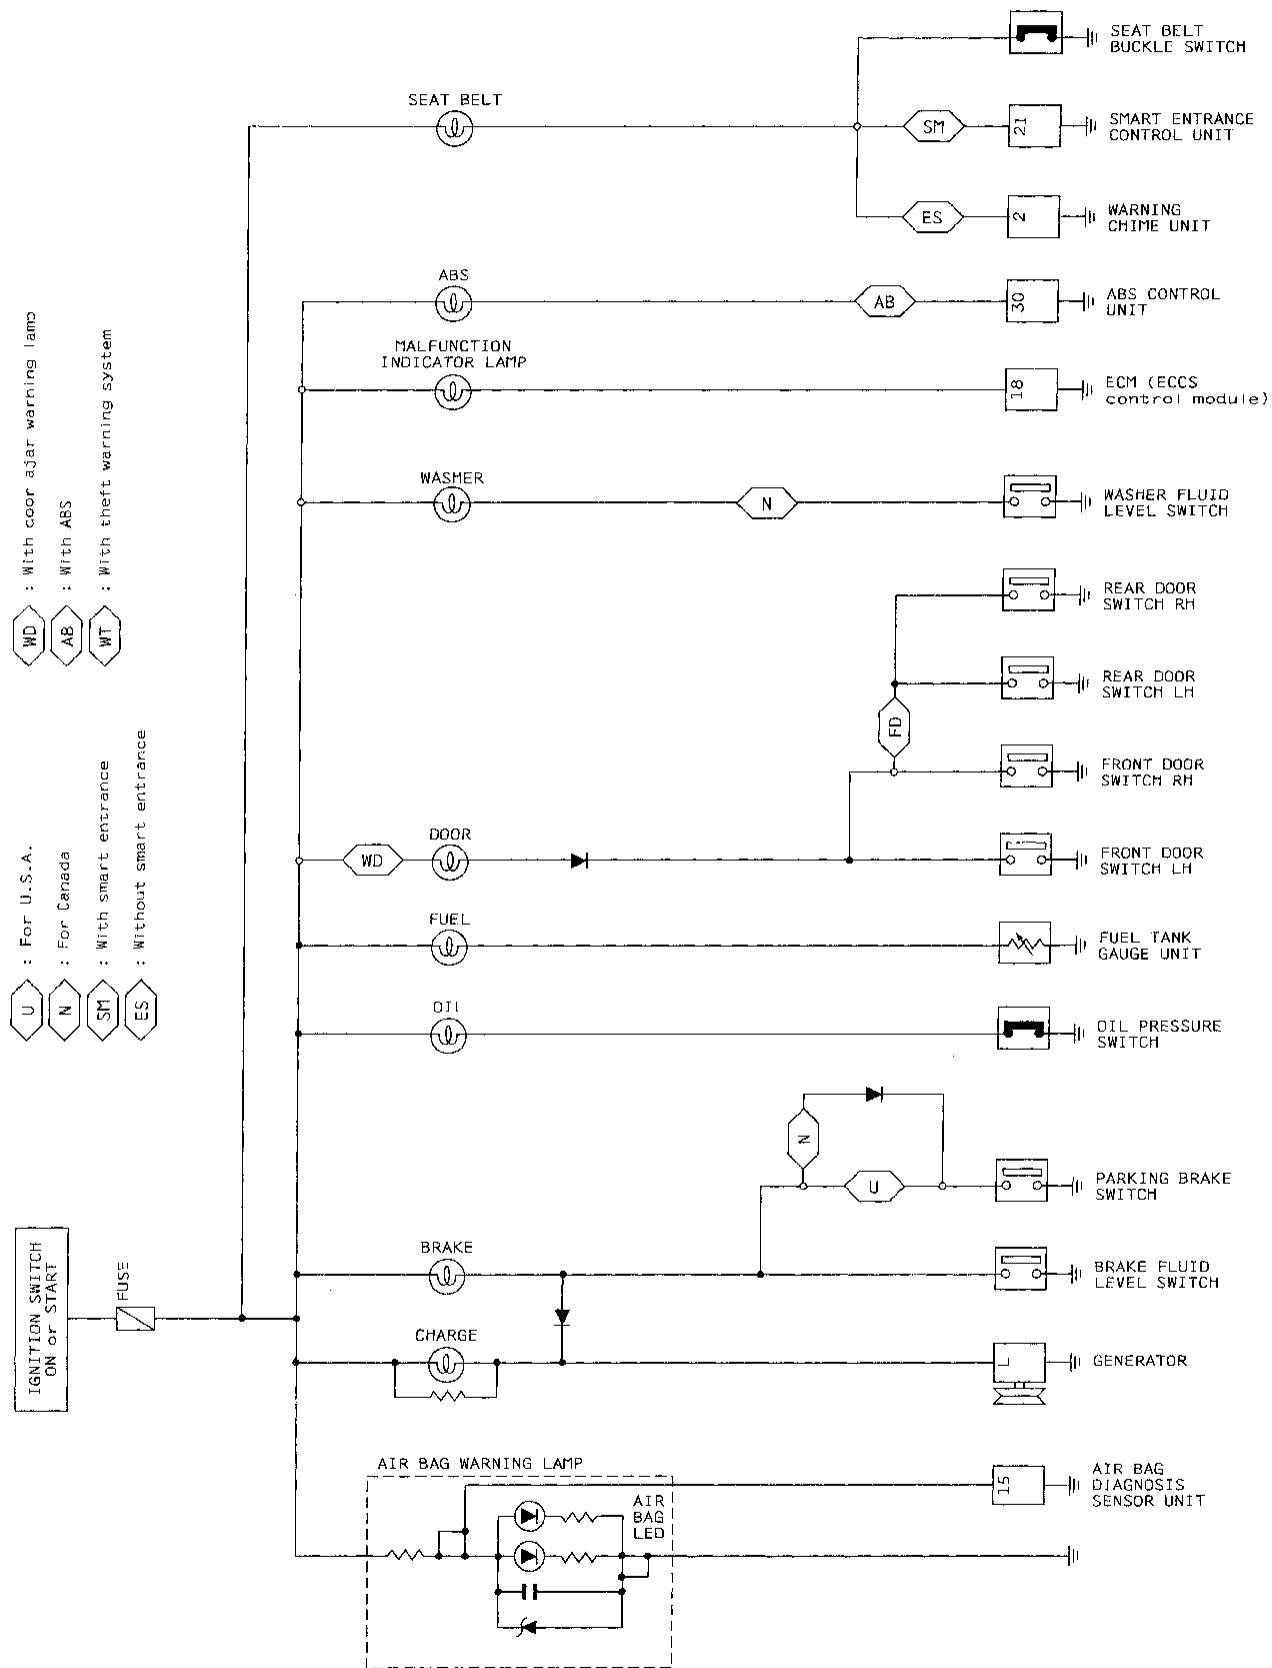 SEAT BELT
BUCKLE SWITCH
SEAT BELT
SM
21
SMART ENTRANCE
CONTROL UNIT
ES
2
WARNING
CHIME UNIT
ABS
AB
30
ABS CONTROL
UNIT
MALFUNCTION
INDICATOR LAMP
18
ECM (ECCS
control module)
WASHER
N
WASHER FLUID
LEVEL SWITCH
WD : With coor ajar warning lamp
AB : With ABS
WT : With theft warning system
REAR DOOR
SWITCH RH
REAR DOOR
SWITCH LH
FD
FRONT DOOR
SWITCH RH
WD
DOOR
FRONT DOOR
SWITCH LH
U : For U.S.A.
N : For Canada
SM : With smart entrance
ES : Without smart entrance
FUEL
FUEL TANK
GAUGE UNIT
OIL
OIL PRESSURE
SWITCH
N
U
PARKING BRAKE
SWITCH
IGNITION SWITCH
ON or START
FUSE
BRAKE
BRAKE FLUID
LEVEL SWITCH
CHARGE
L
GENERATOR
AIR BAG WARNING LAMP
AIR
BAG
LED
15
AIR BAG
DIAGNOSIS
SENSOR UNIT